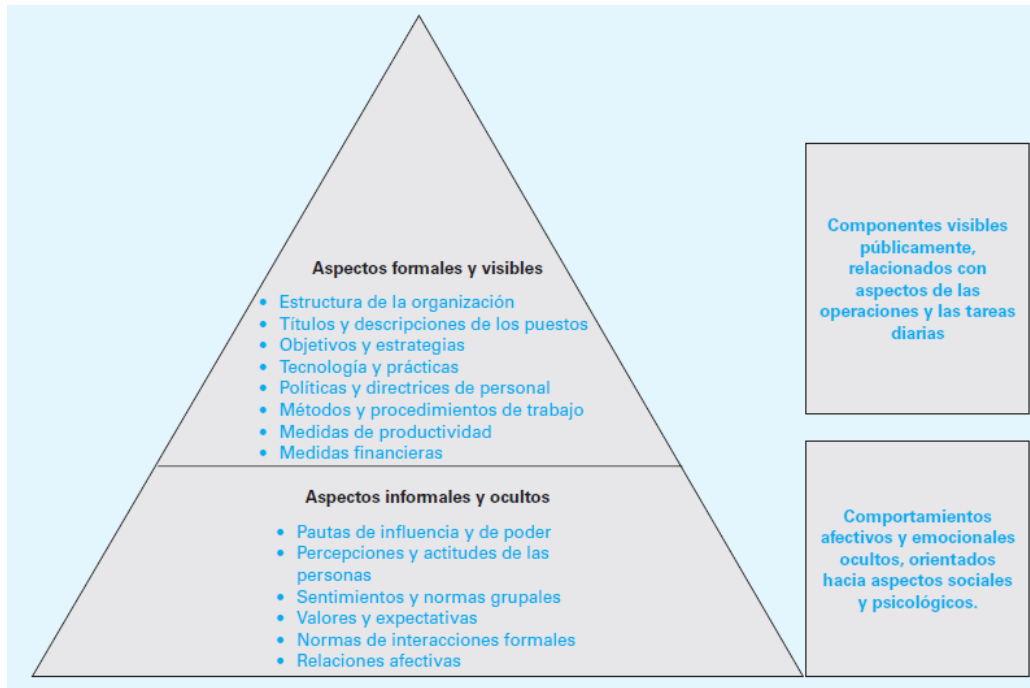 Aspectos formales y visibles
• Estructura de la organización
• Títulos y descripciones de los puestos
• Objetivos y estrategias
• Tecnología y prácticas
• Políticas y directrices de personal
• Métodos y procedimientos de trabajo
• Medidas de productividad
• Medidas financieras
Componentes visibles
públicamente,
relacionados con
aspectos de las
operaciones y las tareas
diarias
Aspectos informales y ocultos
• Pautas de influencia y de poder
• Percepciones y actitudes de las
personas
• Sentimientos y normas grupales
• Valores y expectativas
• Normas de interacciones formales
• Relaciones afectivas
Comportamientos
afectivos y emocionales
ocultos, orientados
hacia aspectos sociales
y psicológicos.